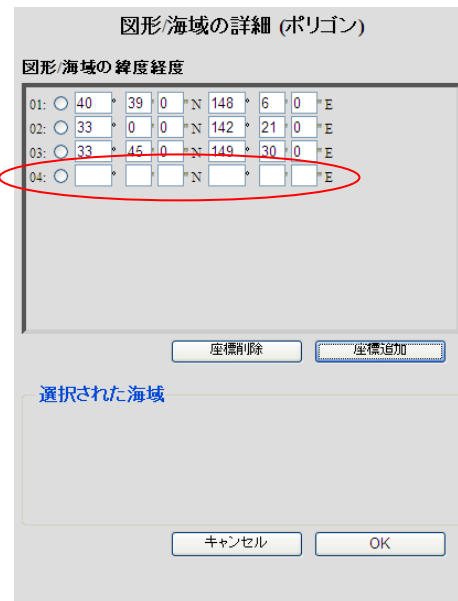 図形/海域の詳細 (ポリゴン)
図形/海域の緯度経度
01: 40 ° 39 ' 0 " N 148 ° 6 ' 0 " E
02: 33 ° 0 ' 0 " N 142 ° 21 ' 0 " E
03: 33 ° 45 ' 0 " N 149 ° 30 ' 0 " E
04: ° ' " N ° ' " E
座標削除 座標追加
選択された海域
キャンセル OK